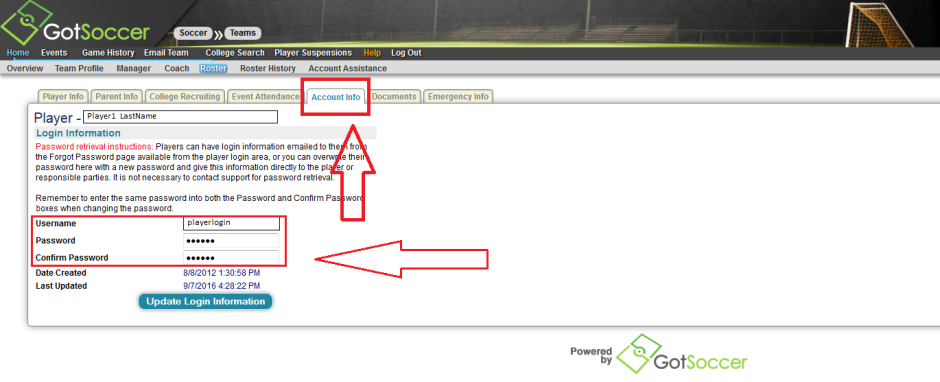 GotSoccer Soccer Teams
Home Events Game History Email Team College Search Player Suspensions Help Log Out
Overview Team Profile Manager Coach Roster Roster History Account Assistance
Player Info Parent Info College Recruiting Event Attendance Account Info Documents Emergency Info
Player - Player1 LastName
Login Information
Password retrieval instructions: Players can have login information emailed to them from
the Forgot Password page available from the player login area, or you can overwrite their
password here with a new password and give this information directly to the player or
responsible parties. It is not necessary to contact support for password retrieval.
Remember to enter the same password into both the Password and Confirm Password
boxes when changing the password.
Username playerlogin
Password ••••••
Confirm Password ••••••
Date Created 8/8/2012 1:30:58 PM
Last Updated 9/7/2016 4:28:22 PM
Update Login Information
Powered
by GotSoccer